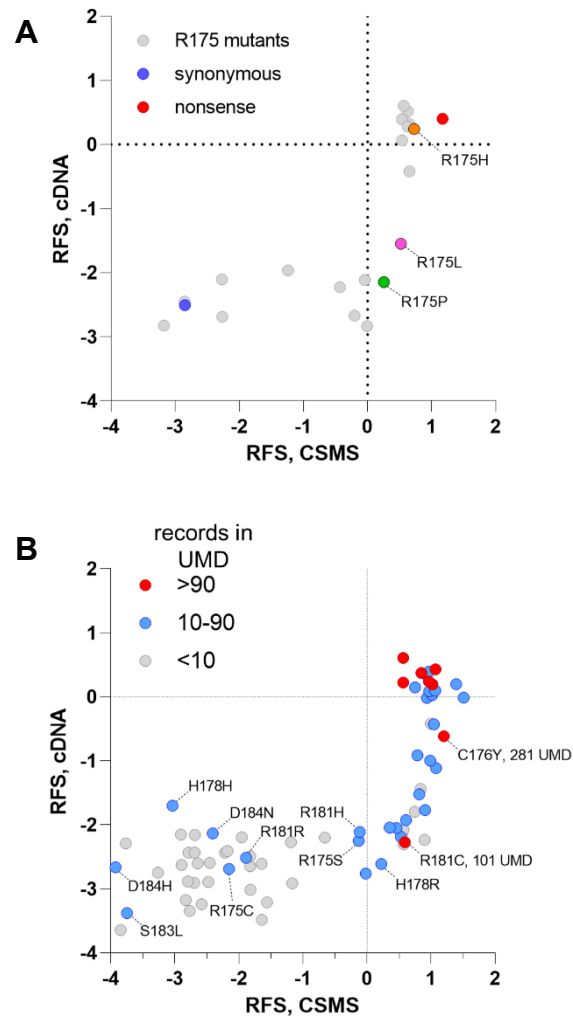 A
R175 mutants
synonymous
nonsense
2
1
0
-1
-2
-3
-4
RFS, cDNA
R175H
R175L
R175P
-4
-3
-2
-1
0
1
2
RFS, CSMS
B
records in
UMD
>90
10-90
<10
2
1
0
-1
-2
-3
-4
RFS, cDNA
C176Y, 281 UMD
H178H
D184N
R181H
R181R
R175S
R181C, 101 UMD
D184H
R175C
H178R
S183L
-4
-3
-2
-1
0
1
2
RFS, CSMS